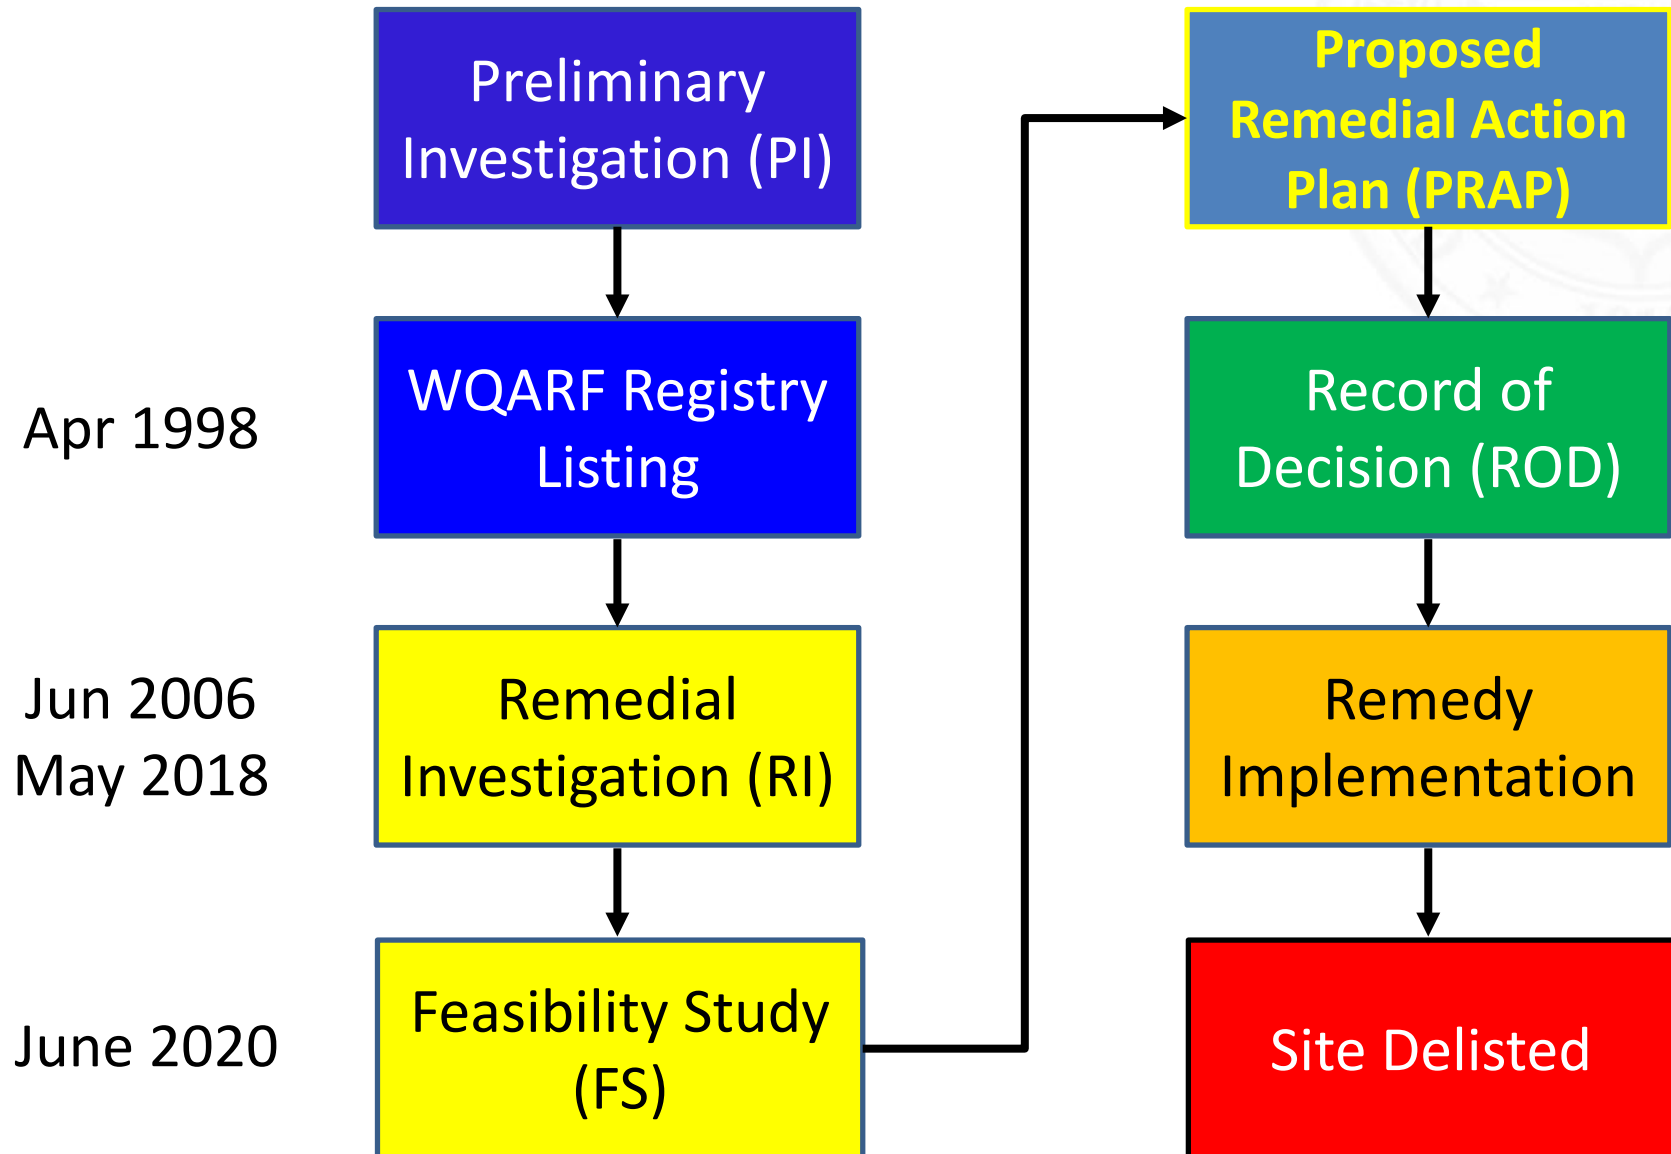 Preliminary
Investigation (PI)
Apr 1998
WQARF Registry
Listing
Jun 2006
May 2018
Remedial
Investigation (RI)
June 2020
Feasibility Study
(FS)
Proposed
Remedial Action
Plan (PRAP)
Record of
Decision (ROD)
Remedy
Implementation
Site Delisted